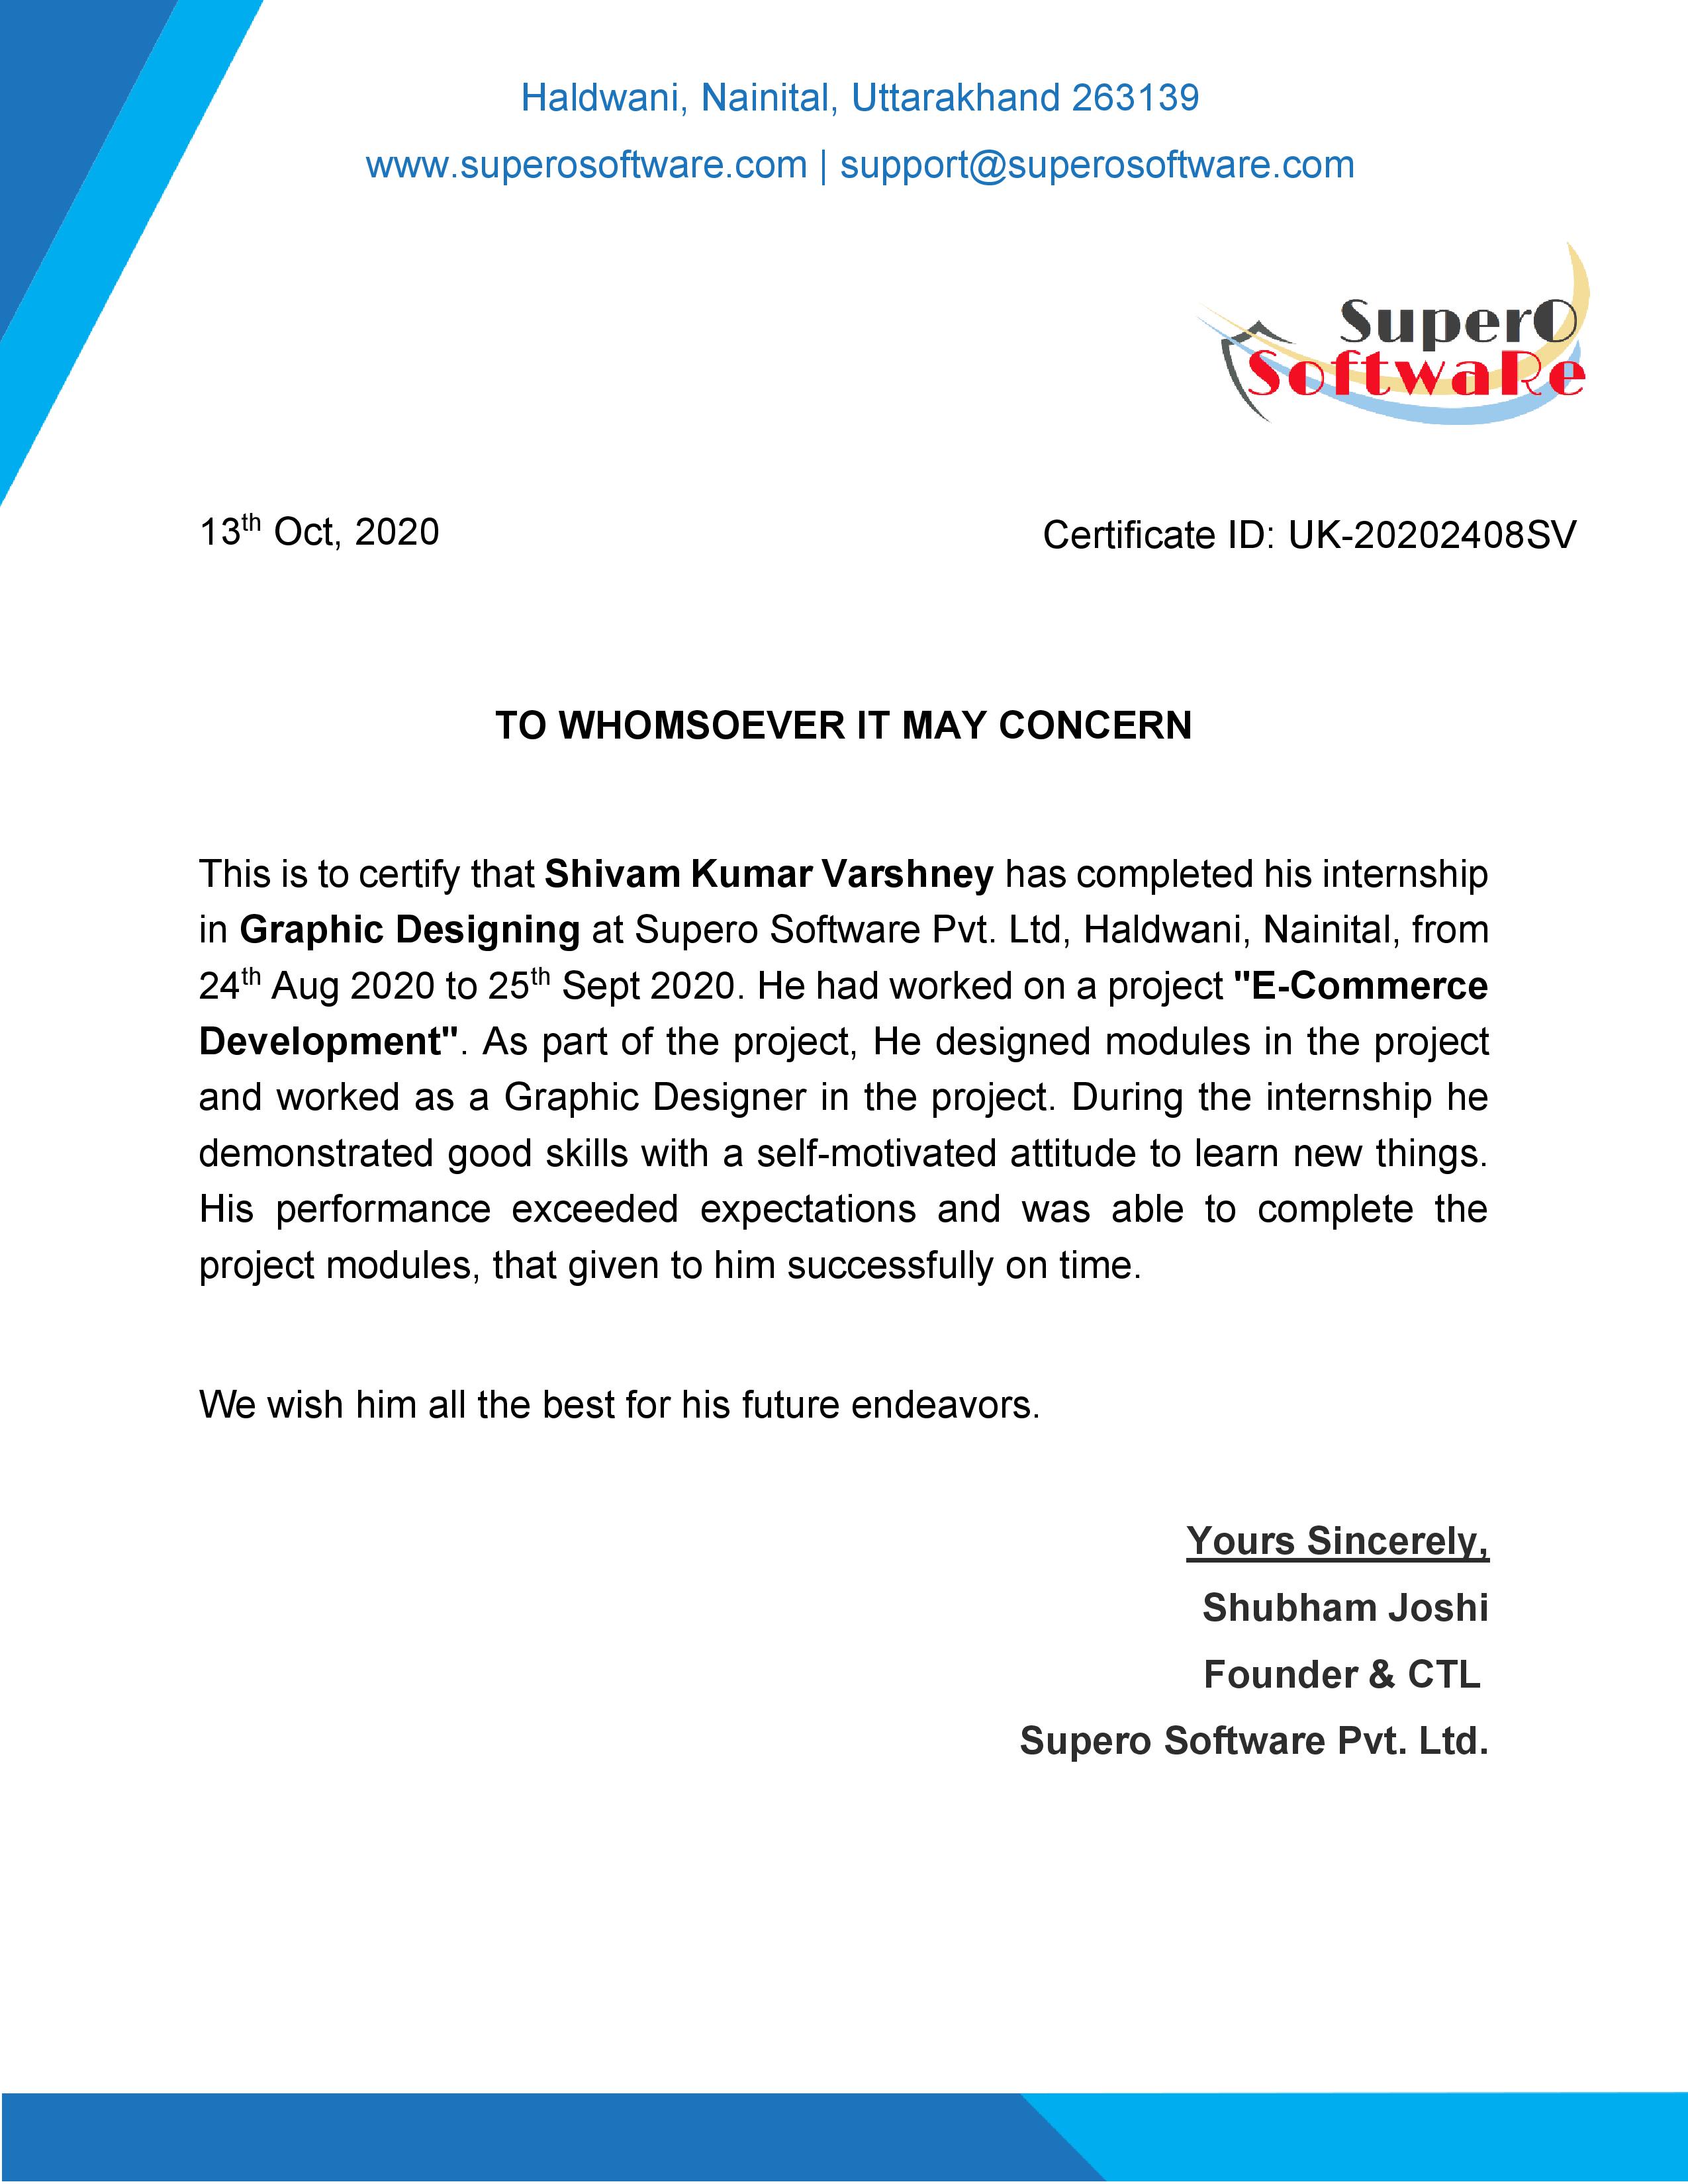 Haldwani, Nainital, Uttarakhand 263139
www.superosoftware.com | support@superosoftware.com
SuperO
SoftwaRe
13th Oct, 2020
Certificate ID: UK-20202408SV
TO WHOMSOEVER IT MAY CONCERN
This is to certify that Shivam Kumar Varshney has completed his internship
in Graphic Designing at Supero Software Pvt. Ltd, Haldwani, Nainital, from
24th Aug 2020 to 25th Sept 2020. He had worked on a project "E-Commerce
Development". As part of the project, He designed modules in the project
and worked as a Graphic Designer in the project. During the internship he
demonstrated good skills with a self-motivated attitude to learn new things.
His performance exceeded expectations and was able to complete the
project modules, that given to him successfully on time.
We wish him all the best for his future endeavors.
Yours Sincerely,
Shubham Joshi
Founder & CTL
Supero Software Pvt. Ltd.